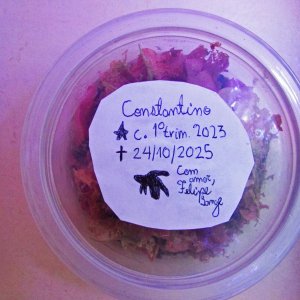 Constantino
★ c. 1º trim. 2023
✝ 24/10/2025
Com
amor,
Felipe
Borge